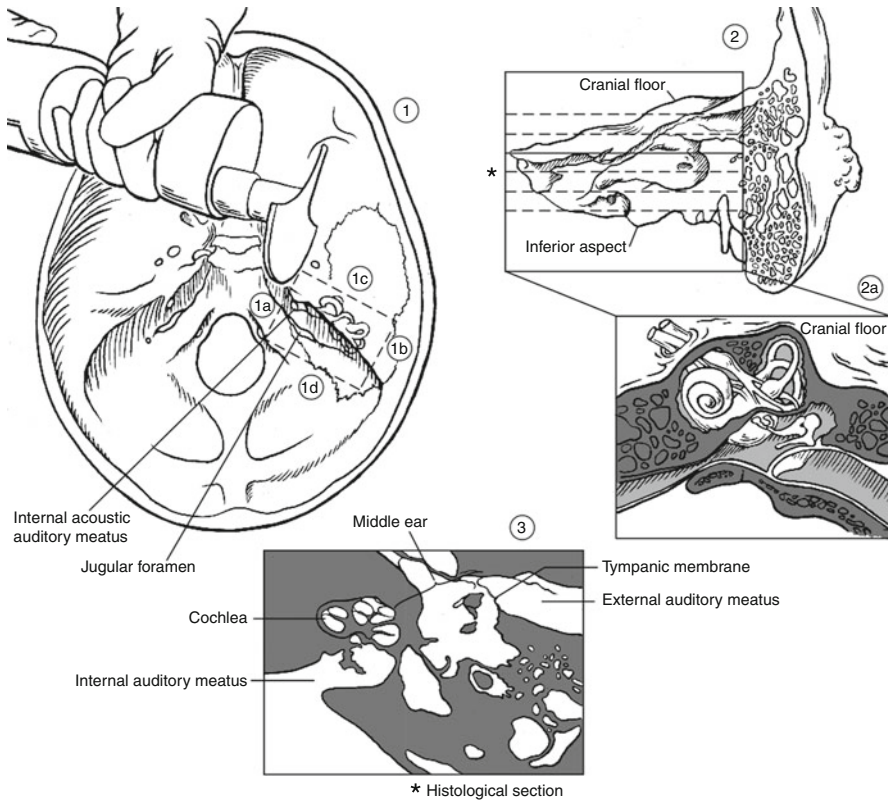 1
2
Cranial floor
*
Inferior aspect
1c
1a
1b
1d
2a
Cranial floor
Internal acoustic
auditory meatus
Jugular foramen
3
Middle ear
Tympanic membrane
External auditory meatus
Cochlea
Internal auditory meatus
* Histological section